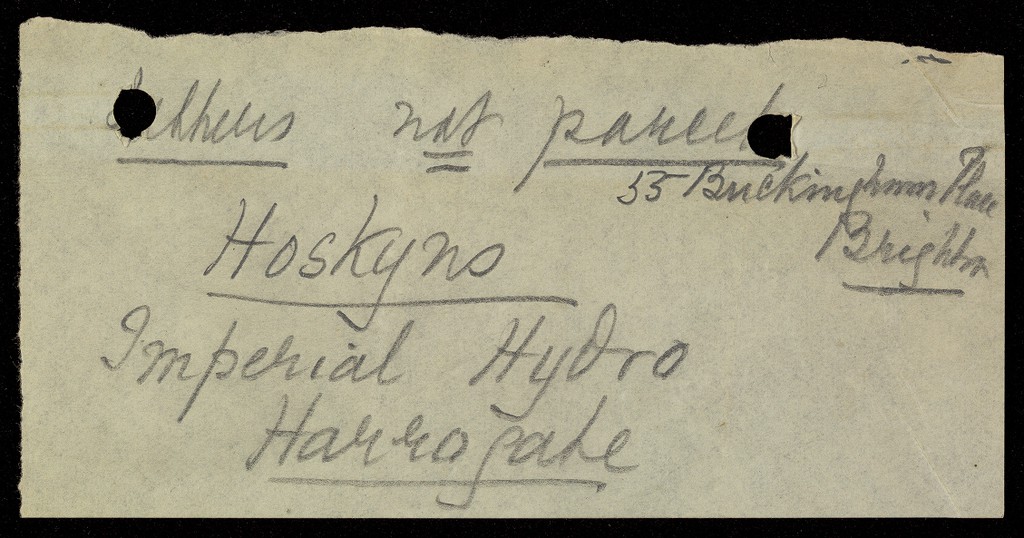 Letters not parcels
55 Buckingham Place
Brighton
Hoskyns
Imperial Hydro
Harrogate